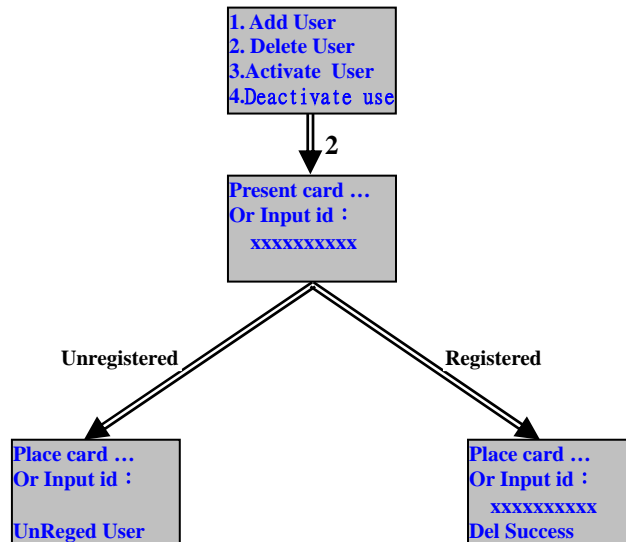 1. Add User
2. Delete User
3.Activate  User
4.Deactivate use
2
Present card …
Or Input id：
xxxxxxxxxx
Unregistered
Registered
Place card …
Or Input id：
UnReged User
Place card …
Or Input id：
xxxxxxxxxx
Del Success